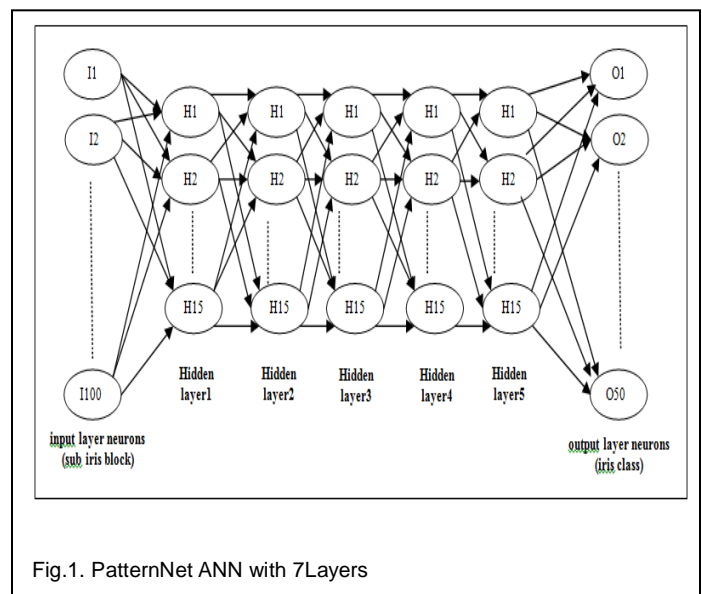 I1
O1
H1 H1 H1 H1 H1
I2
O2
H2 H2 H2 H2 H2
H15 H15 H15 H15 H15
Hidden layer1
Hidden layer2
Hidden layer3
Hidden layer4
Hidden layer5
I100
O50
input layer neurons
(sub iris block)
output layer neurons
(iris class)
Fig.1. PatternNet ANN with 7Layers